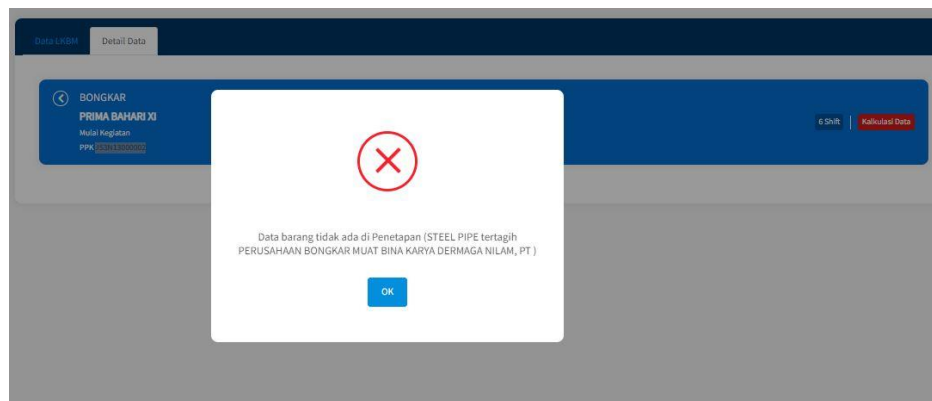 Data LKBM
Detail Data
BONGKAR
PRIMA BAHARI XI
6 Shift
Kalkulasi Data
Mulai Kegiatan
PPK
Data barang tidak ada di Penetapan (STEEL PIPE tertagih
PERUSAHAAN BONGKAR MUAT BINA KARYA DERMAGA NILAM, PT )
OK